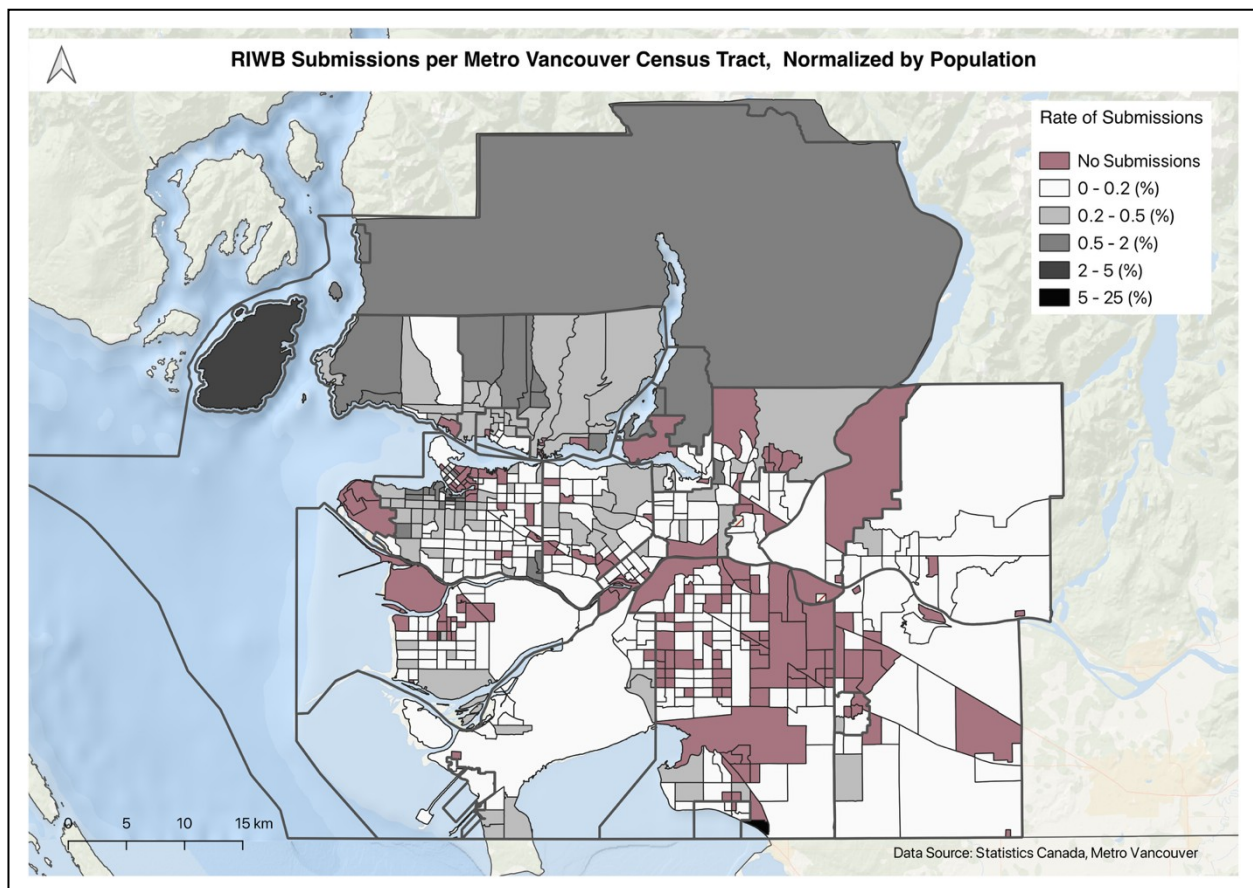 RIWB Submissions per Metro Vancouver Census Tract,  Normalized by Population
Rate of Submissions
No Submissions
0 - 0.2 (%)
0.2 - 0.5 (%)
0.5 - 2 (%)
2 - 5 (%)
5 - 25 (%)
0 5 10 15 km
Data Source: Statistics Canada, Metro Vancouver